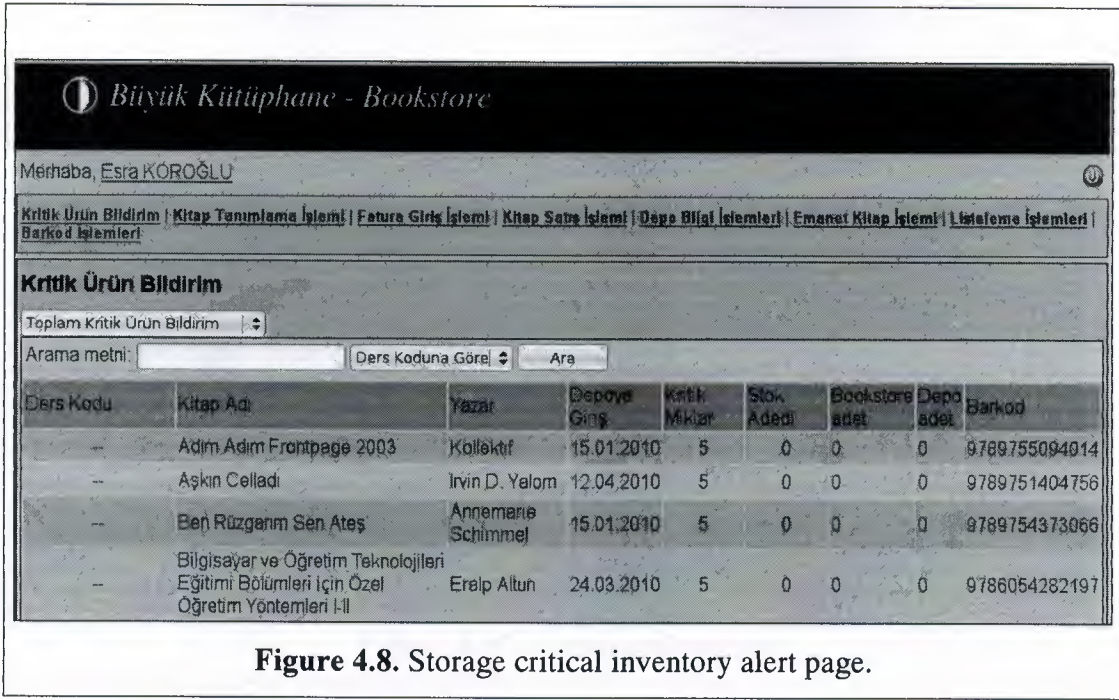 Büyük Kütüphane - Bookstore
Merhaba, Esra KÖROĞLU
Kritik Ürün Bildirim | Kitap Tanımlama İşlemi | Fatura Giriş İşlemi | Kitap Satış İşlemi | Depo Bilgi İşlemleri | Emanet Kitap İşlemi | Listeleme İşlemleri |
Barkod İşlemleri
Kritik Ürün Bildirim
Toplam Kritik Ürün Bildirim
Arama metni: Ders Koduna Göre Ara
Ders Kodu Kitap Adı Yazar Depoya Giriş Kritik Miktar Stok Adedi Bookstore adet Depo adet Barkod
-- Adım Adım Frontpage 2003 Kollektif 15.01.2010 5 0 0 0 9789755094014
-- Aşkın Celladı Irvin D. Yalom 12.04.2010 5 0 0 0 9789751404756
-- Ben Rüzgarım Sen Ateş Annemarie Schimmel 15.01.2010 5 0 0 0 9789754373066
-- Bilgisayar ve Öğretim Teknolojileri
Eğitimi Bölümleri İçin Özel
Öğretim Yöntemleri I-II Eralp Altun 24.03.2010 5 0 0 0 9786054282197
Figure 4.8. Storage critical inventory alert page.